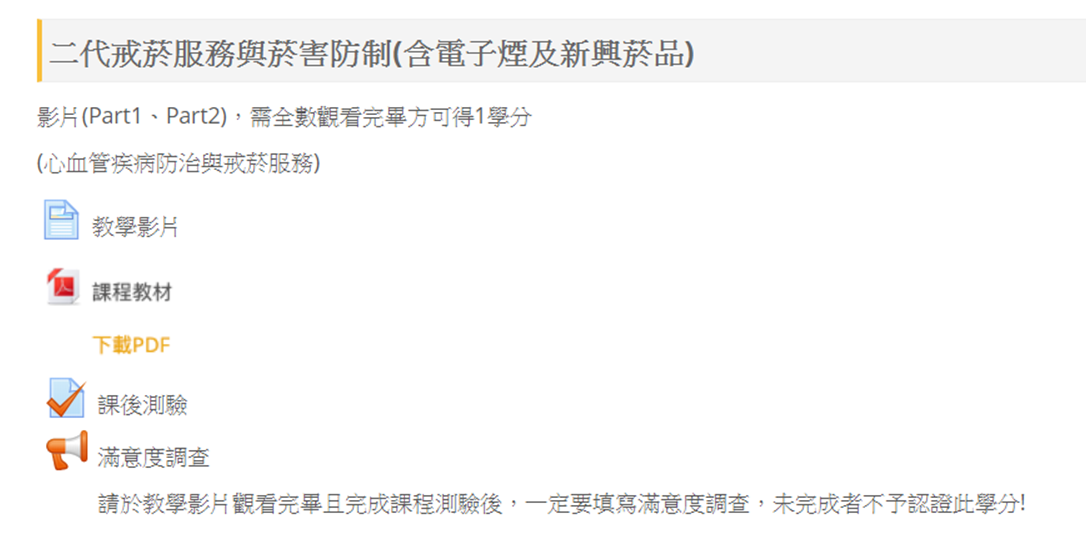 二代戒菸服務與菸害防制(含電子煙及新興菸品)
影片(Part1、Part2)，需全數觀看完畢方可得1學分
(心血管疾病防治與戒菸服務)
教學影片
課程教材
下載PDF
課後測驗
滿意度調查
請於教學影片觀看完畢且完成課程測驗後，一定要填寫滿意度調查，未完成者不予認證此學分!